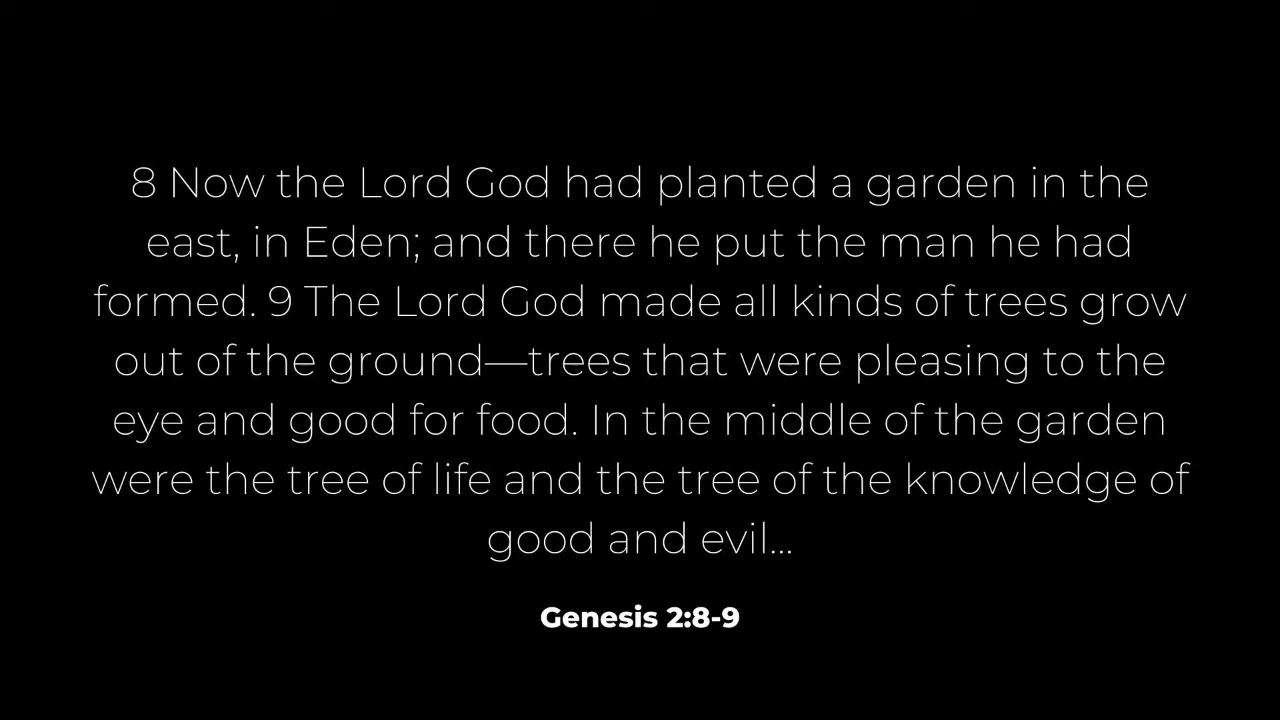 8 Now the Lord God had planted a garden in the
east, in Eden; and there he put the man he had
formed. 9 The Lord God made all kinds of trees grow
out of the ground—trees that were pleasing to the
eye and good for food. In the middle of the garden
were the tree of life and the tree of the knowledge of
good and evil...
Genesis 2:8-9